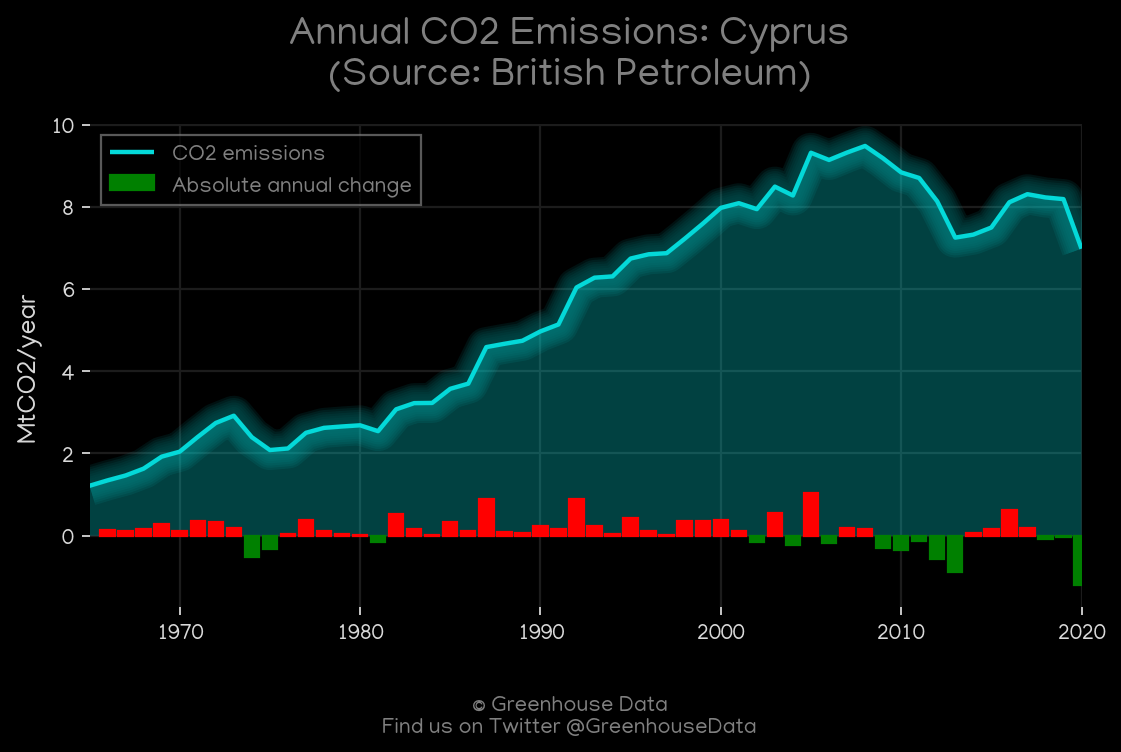 Annual CO2 Emissions: Cyprus
(Source: British Petroleum)
10
CO2 emissions
Absolute annual change
8
6
MtCO2/year
4
2
0
1970 1980 1990 2000 2010 2020
© Greenhouse Data
Find us on Twitter @GreenhouseData